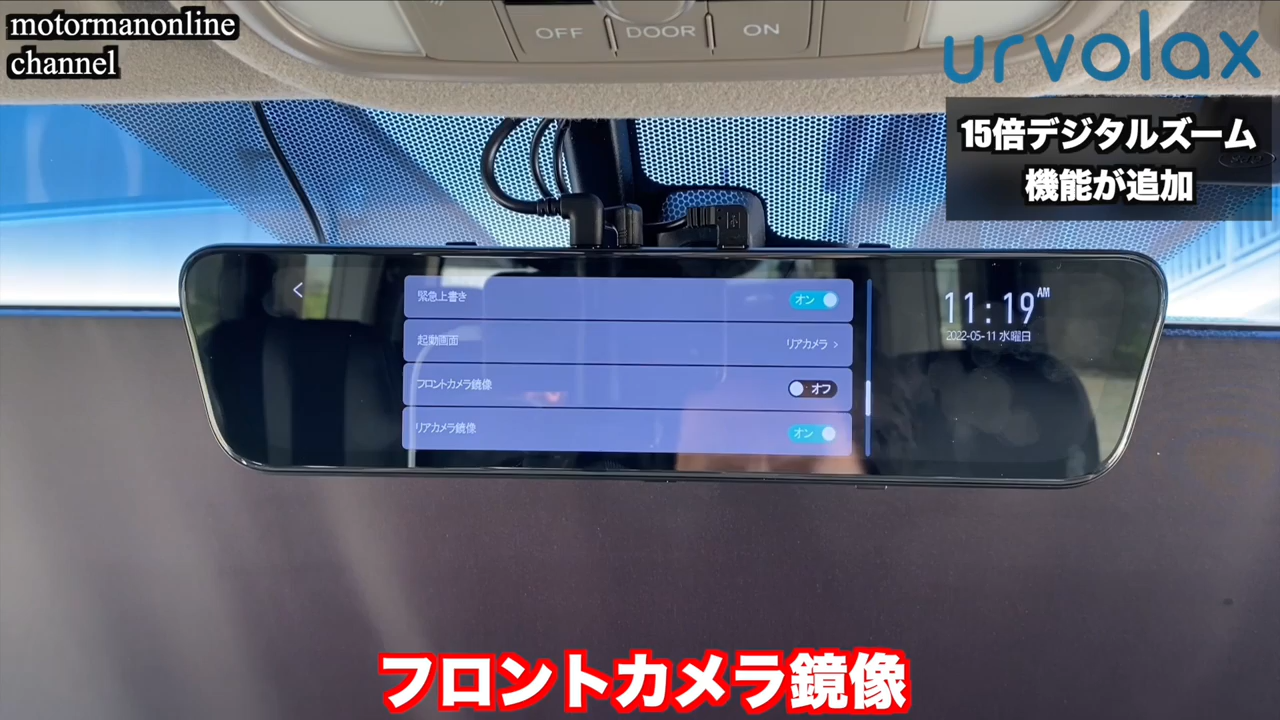 motormanonline
channel
OFF DOOR ON
urvolax
15倍デジタルズーム
機能が追加
緊急上書き オン
起動画面 リアカメラ >
フロントカメラ鏡像 オフ
リアカメラ鏡像 オン
11:19 AM
2022-05-11 水曜日
フロントカメラ鏡像